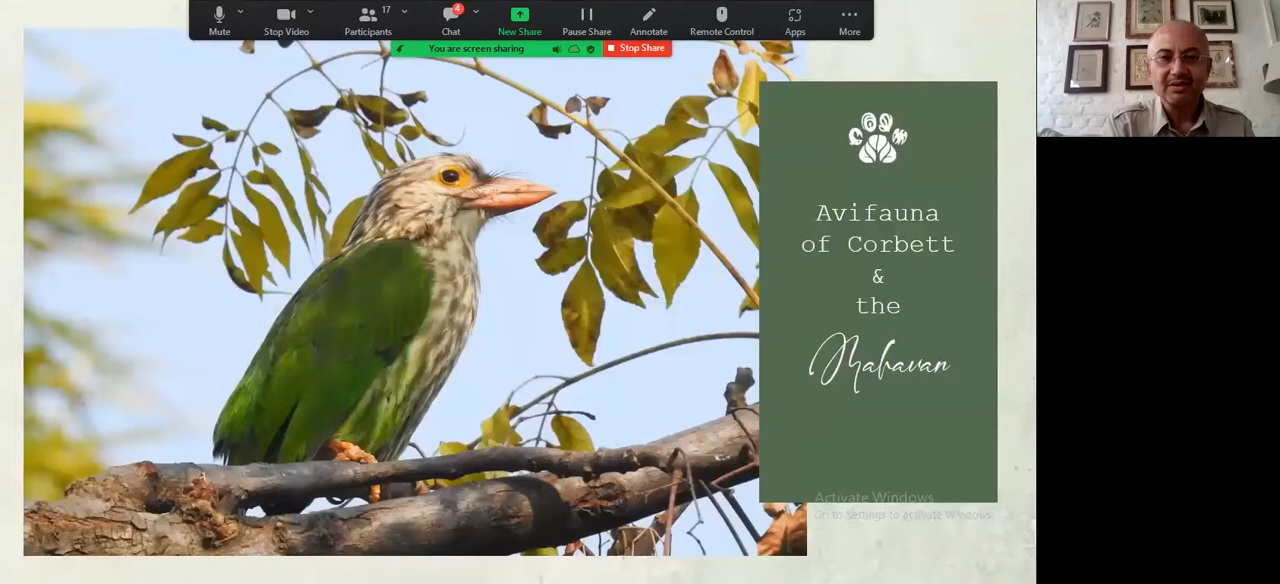 17
4
Mute
Stop Video
Participants
Chat
New Share
Pause Share
Annotate
Remote Control
Apps
More
You are screen sharing
Stop Share
Avifauna
of Corbett
&
the
Mahavan
Activate Windows
Go to Settings to activate Windows.